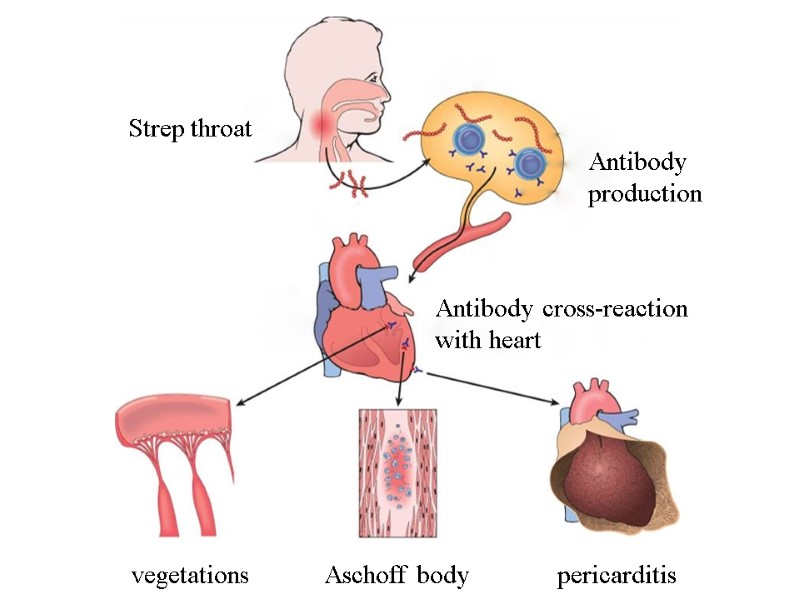 Strep throat
Antibody
production
Antibody cross-reaction
with heart
vegetations
Aschoff body
pericarditis